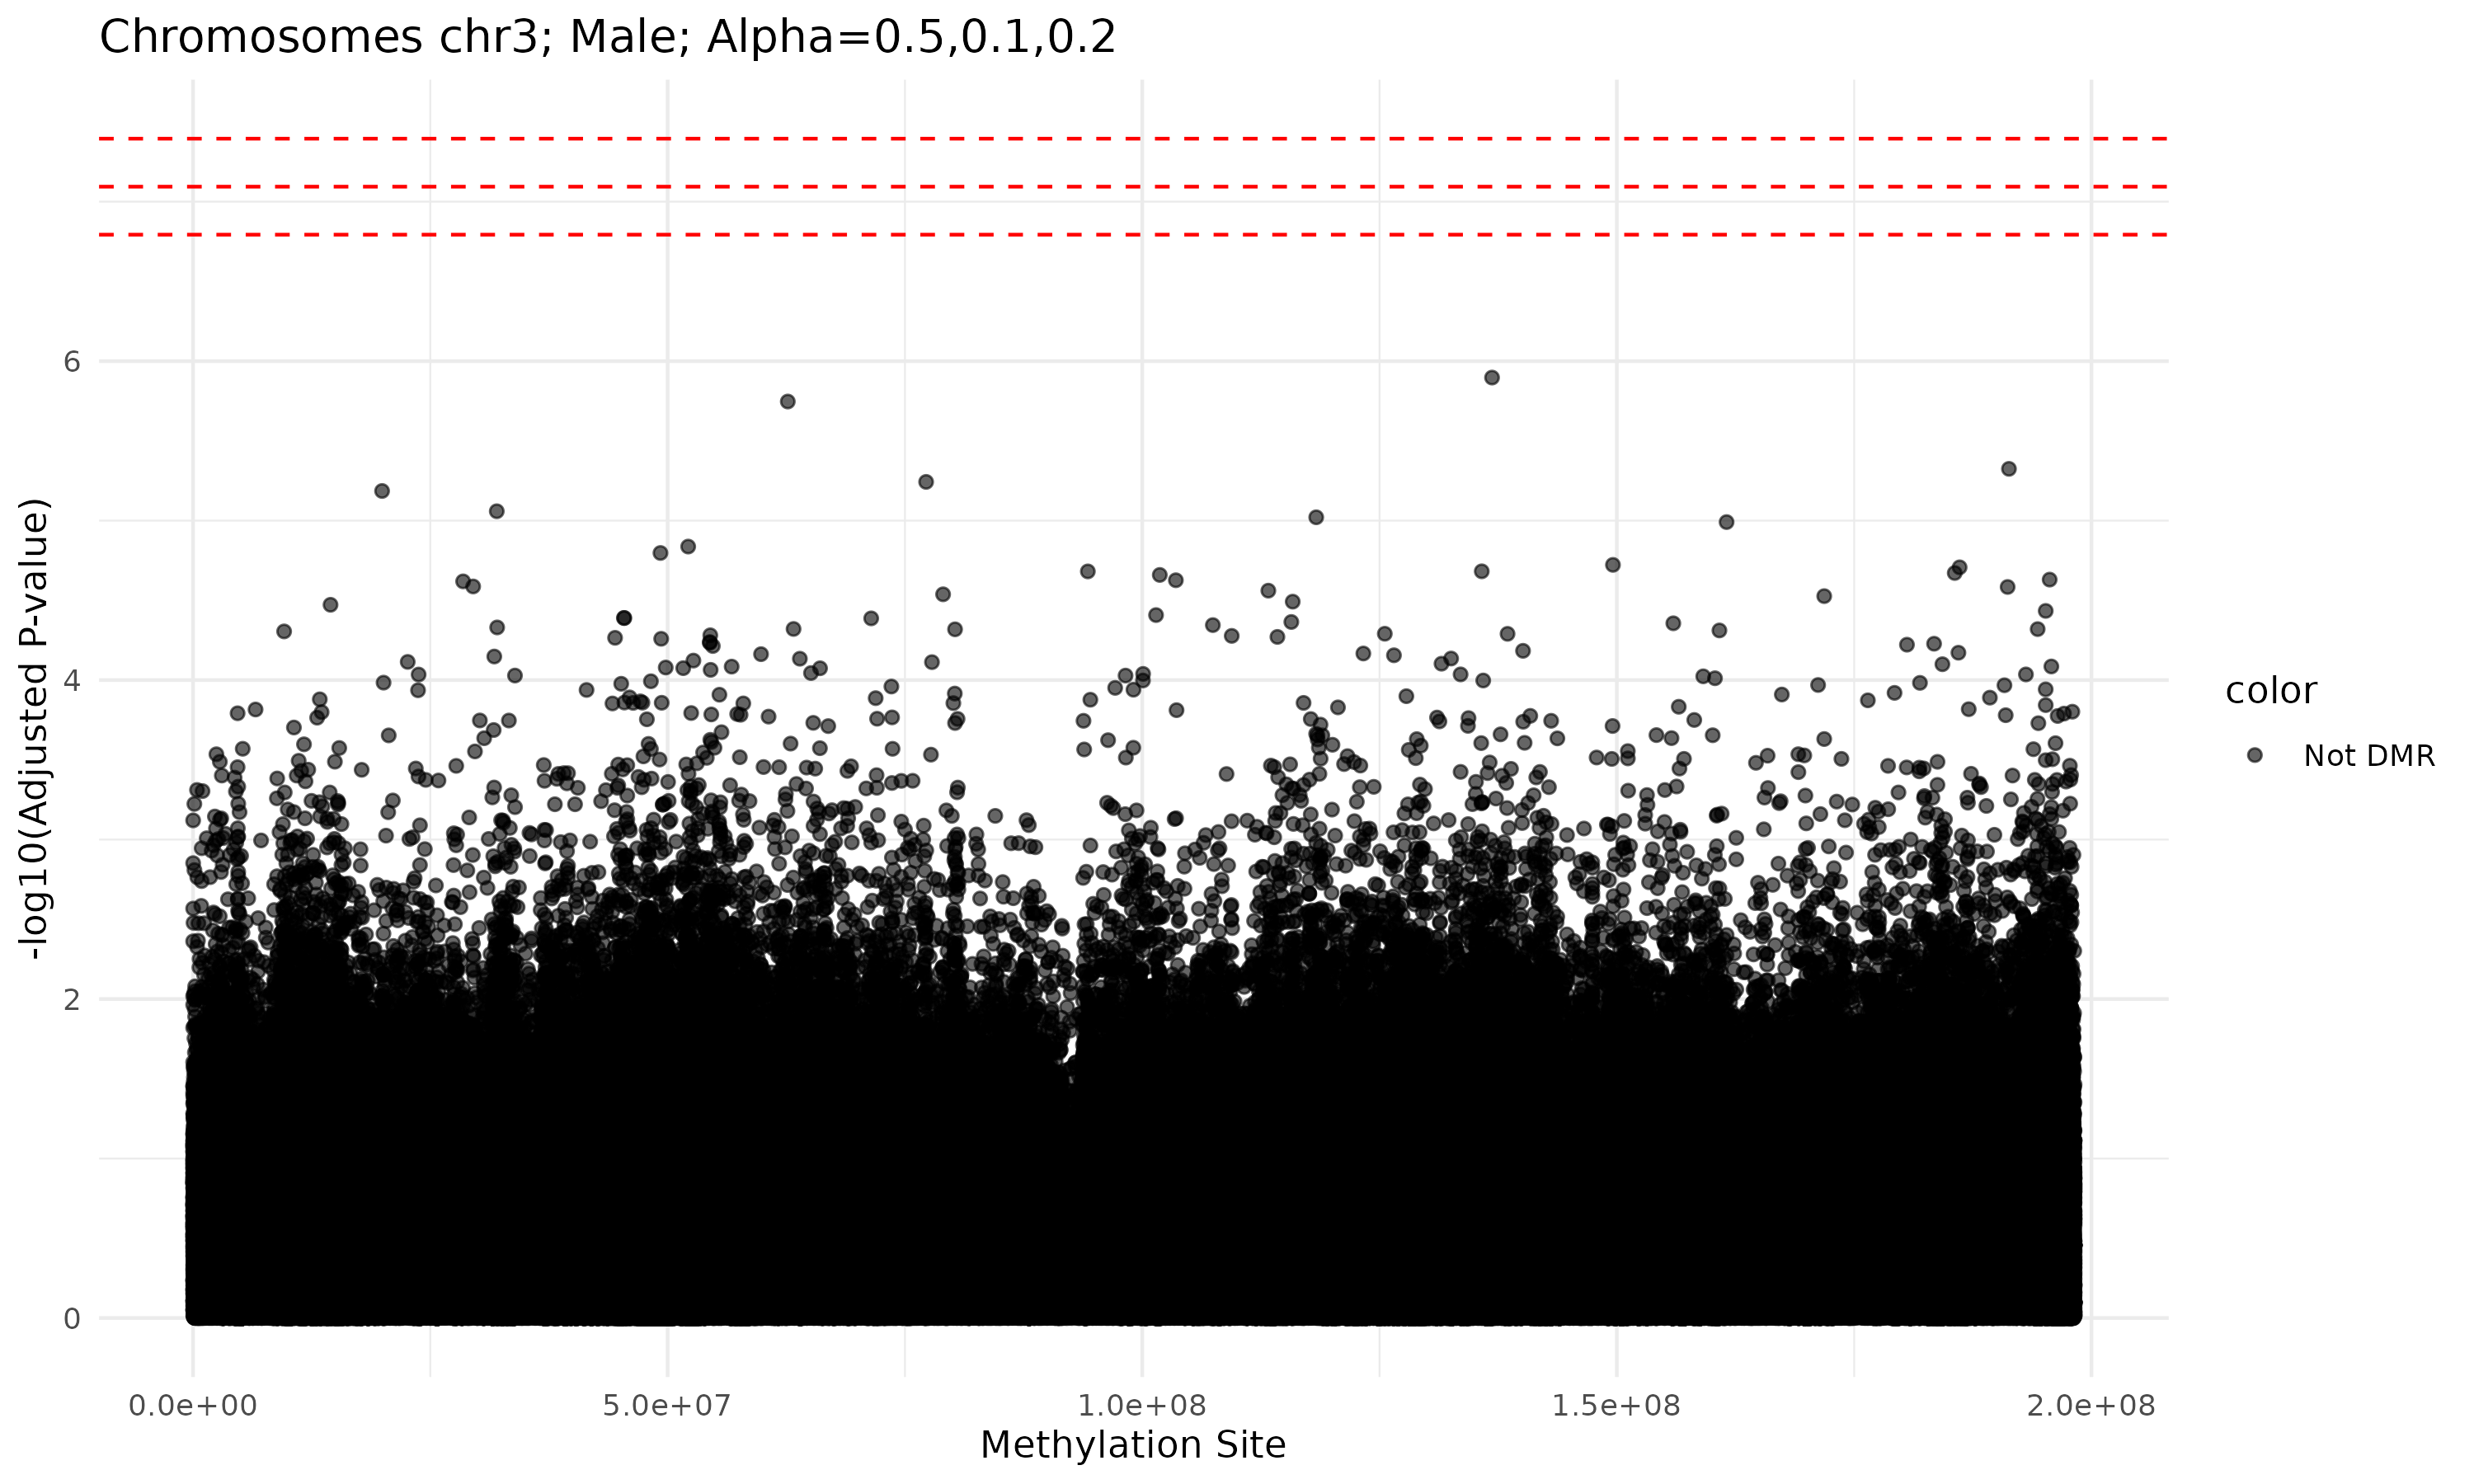 Chromosomes chr3; Male; Alpha=0.5,0.1,0.2
-log10(Adjusted P-value)
6
4
2
0
0.0e+00
5.0e+07
1.0e+08
1.5e+08
2.0e+08
Methylation Site
color
Not DMR